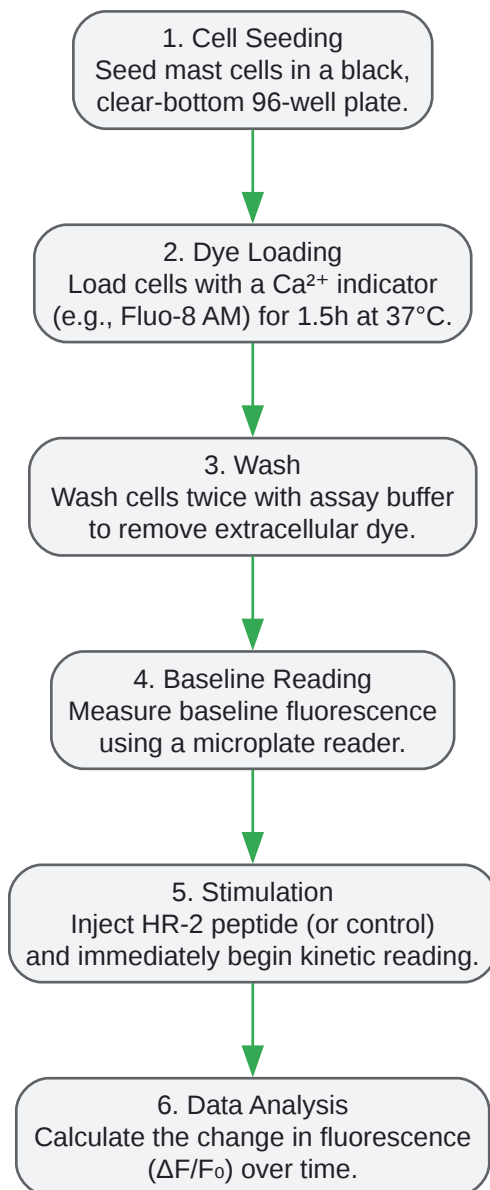 1. Cell Seeding
Seed mast cells in a black,
clear-bottom 96-well plate.
2. Dye Loading
Load cells with a Ca²⁺ indicator
(e.g., Fluo-8 AM) for 1.5h at 37°C.
3. Wash
Wash cells twice with assay buffer
to remove extracellular dye.
4. Baseline Reading
Measure baseline fluorescence
using a microplate reader.
5. Stimulation
Inject HR-2 peptide (or control)
and immediately begin kinetic reading.
6. Data Analysis
Calculate the change in fluorescence
(ΔF/F₀) over time.